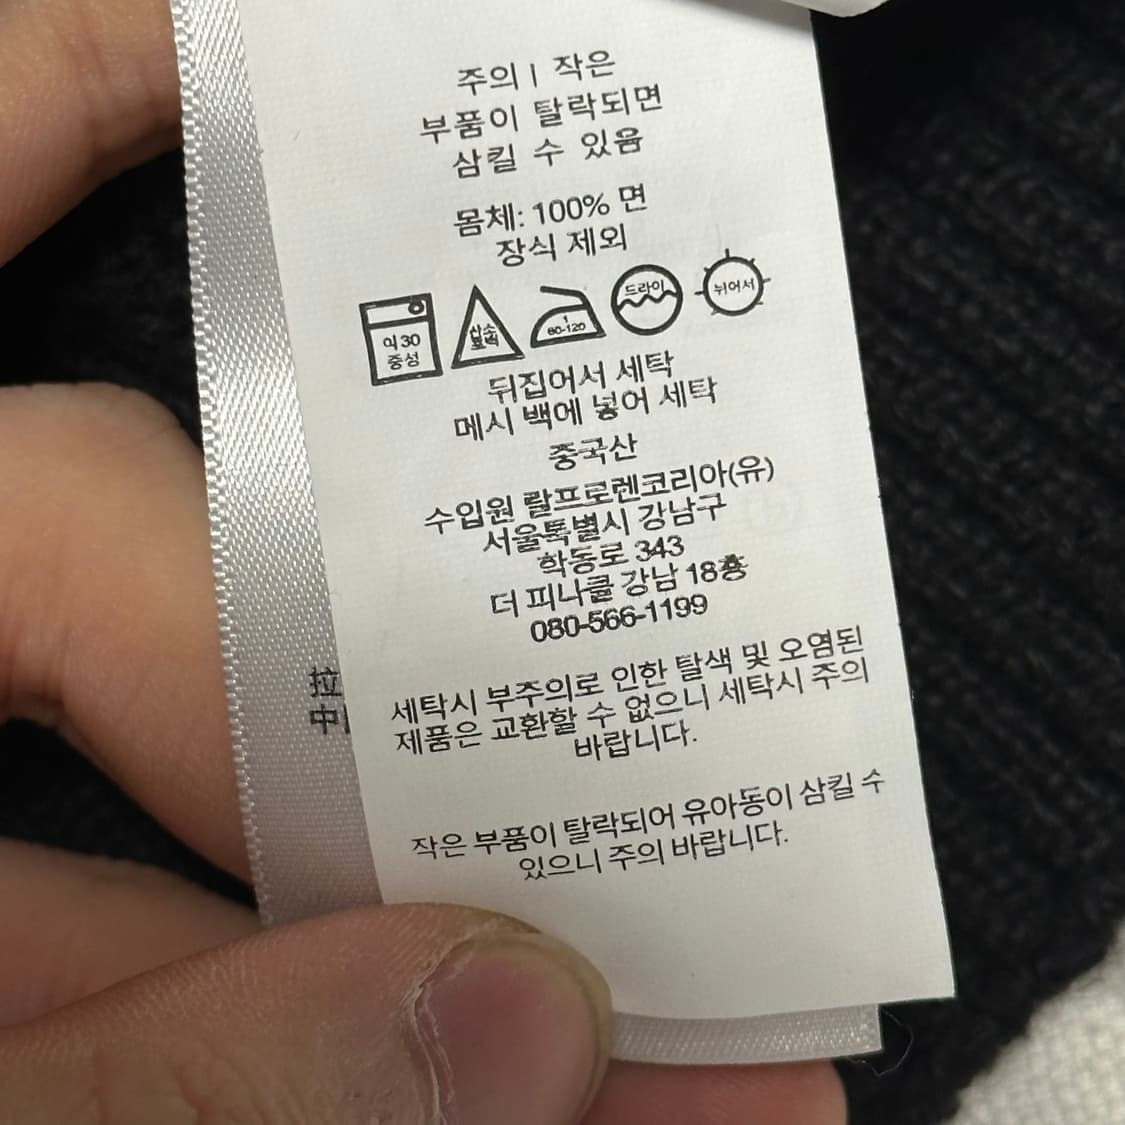 주의 | 작은
부품이 탈락되면
삼킬 수 있음
몸체: 100% 면
장식 제외
약30
중성
산소
표백
1
80-120
드라이
뉘어서
뒤집어서 세탁
메시 백에 넣어 세탁
중국산
수입원 랄프로렌코리아(유)
서울특별시 강남구
학동로 343
더 피나클 강남 18층
080-566-1199
세탁시 부주의로 인한 탈색 및 오염된
제품은 교환할 수 없으니 세탁시 주의
바랍니다.
작은 부품이 탈락되어 유아동이 삼킬 수
있으니 주의 바랍니다.
拉
中